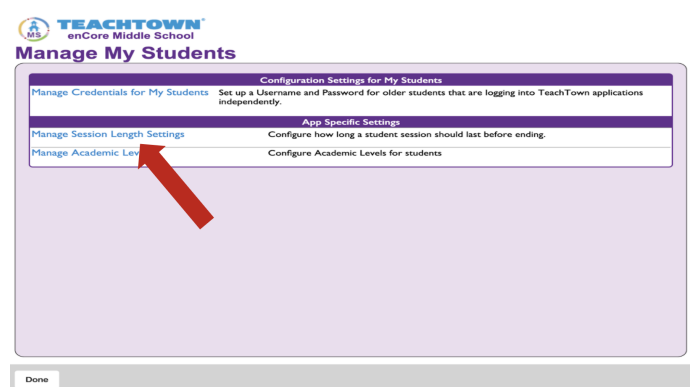 MS
TEACHTOWN®
enCore Middle School
Manage My Students
Configuration Settings for My Students
Manage Credentials for My Students Set up a Username and Password for older students that are logging into TeachTown applications
independently.
App Specific Settings
Manage Session Length Settings Configure how long a student session should last before ending.
Manage Academic Configure Academic Levels for students
Done